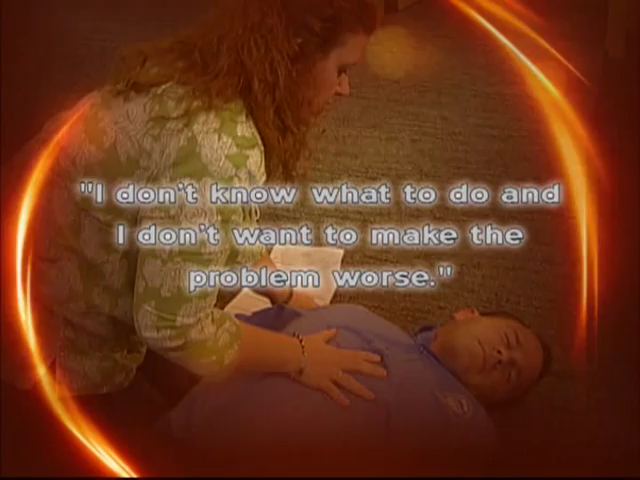 "I don't know what to do and
I don't want to make the
problem worse."